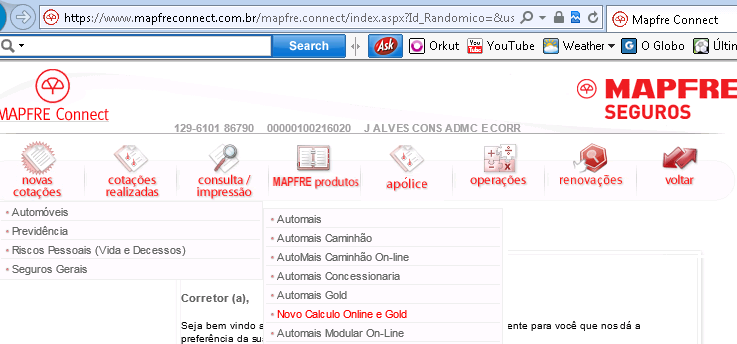 https://www.mapfreconnect.com.br/mapfre.connect/index.aspx?Id_Randomico=&us
Mapfre Connect
Search
Ask
Orkut
YouTube
Weather
G O Globo
Últin
MAPFRE Connect
MAPFRE
SEGUROS
129-6101 86790 00000100216020 J ALVES CONS ADMC E CORR
novas cotações
cotações realizadas
consulta / impressão
MAPFRE produtos
apólice
operações
renovações
voltar
Automóveis
Previdência
Riscos Pessoais (Vida e Decessos)
Seguros Gerais
Automais
Automais Caminhão
AutoMais Caminhão On-line
Automais Concessionaria
Automais Gold
Novo Calculo Online e Gold
Automais Modular On-Line
Corretor (a),
Seja bem vindo a ente para você que nos dá a
preferência da sua